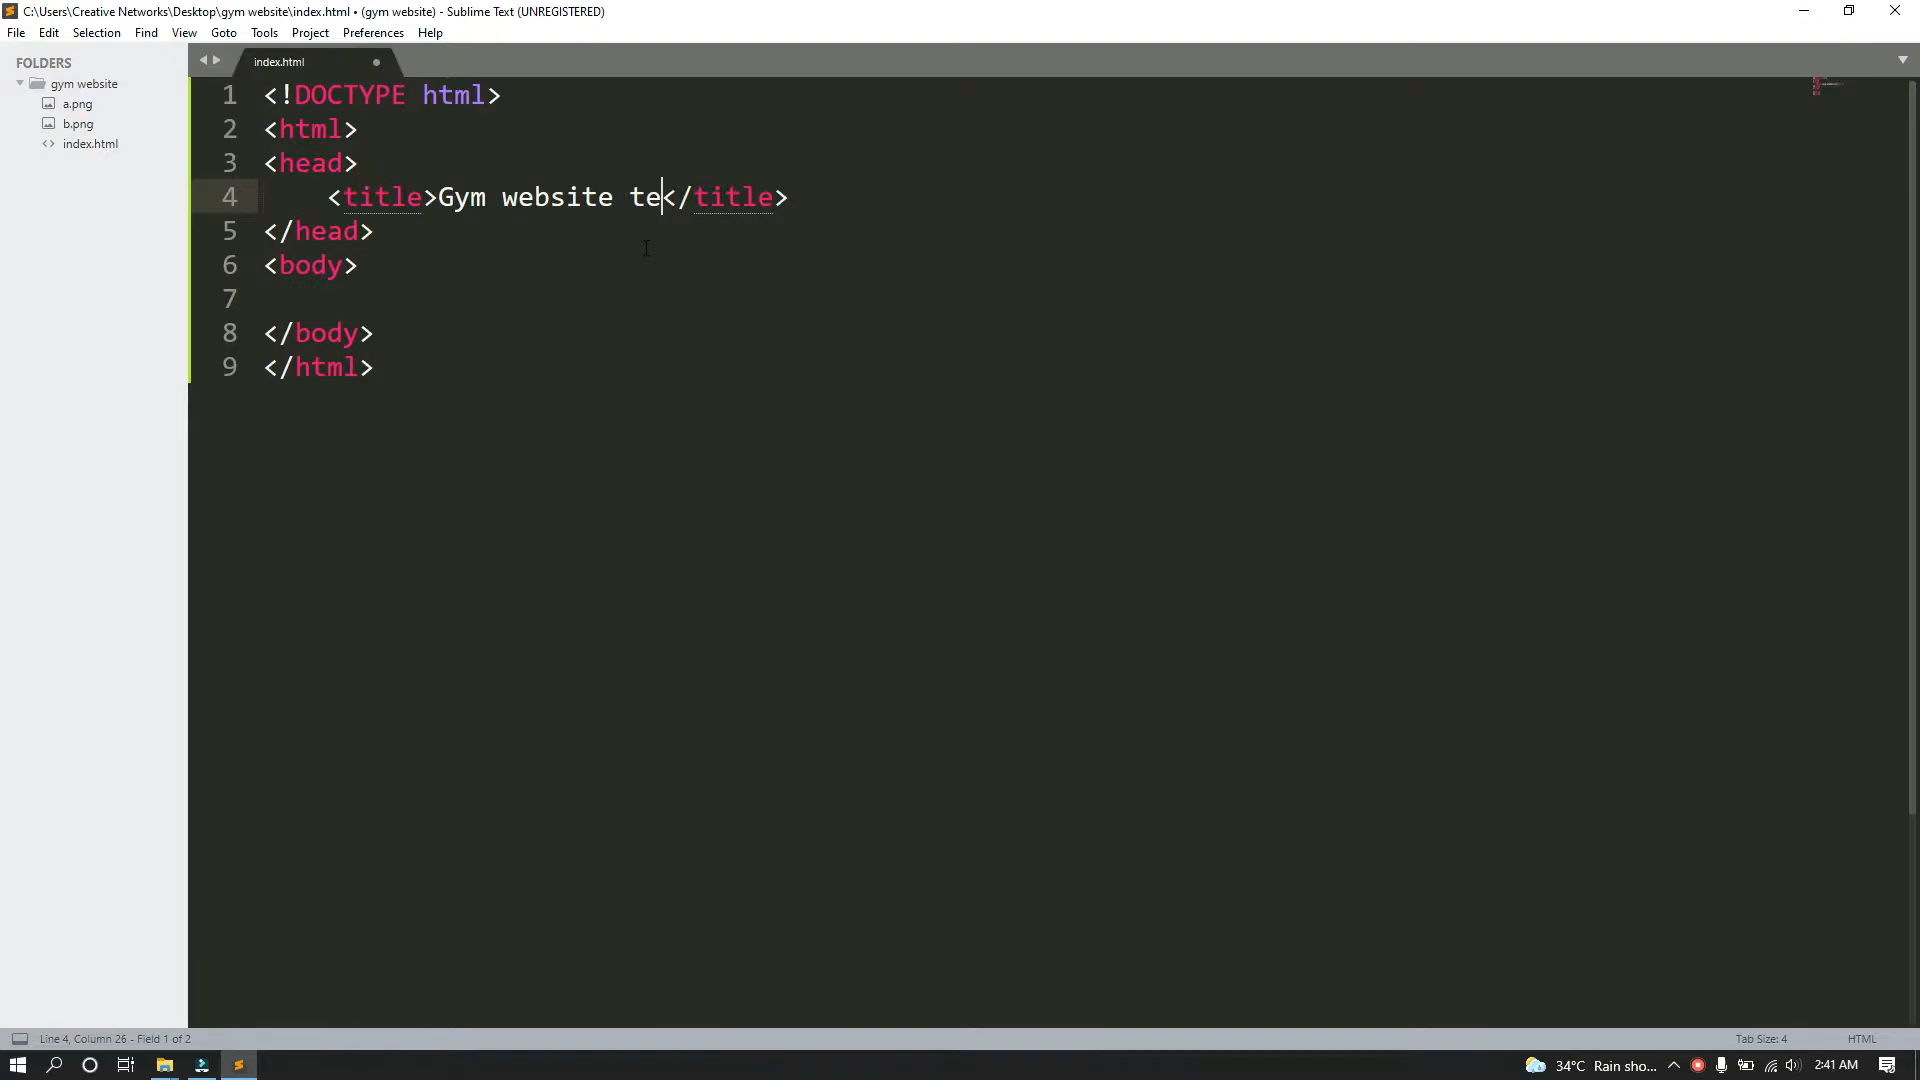 C:\Users\Creative Networks\Desktop\gym website\index.html • (gym website) - Sublime Text (UNREGISTERED)
File Edit Selection Find View Goto Tools Project Preferences Help
FOLDERS
gym website
a.png
b.png
index.html
index.html
1 <!DOCTYPE html>
2 <html>
3 <head>
4 <title>Gym website te</title>
5 </head>
6 <body>
7
8 </body>
9 </html>
Line 4, Column 26 - Field 1 of 2
Tab Size: 4
HTML
34°C Rain sho...
2:41 AM